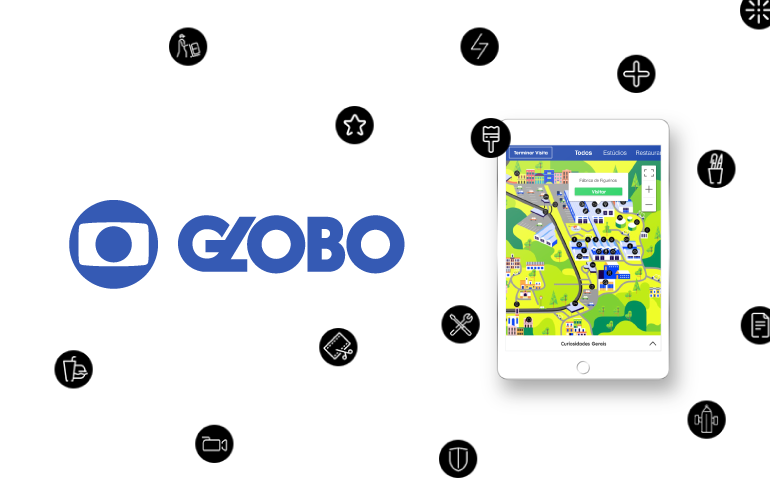 GLOBO
Terminar Visita
Todos
Estúdios
Restaura
Fábrica de Figurinos
Visitar
Curiosidades Gerais